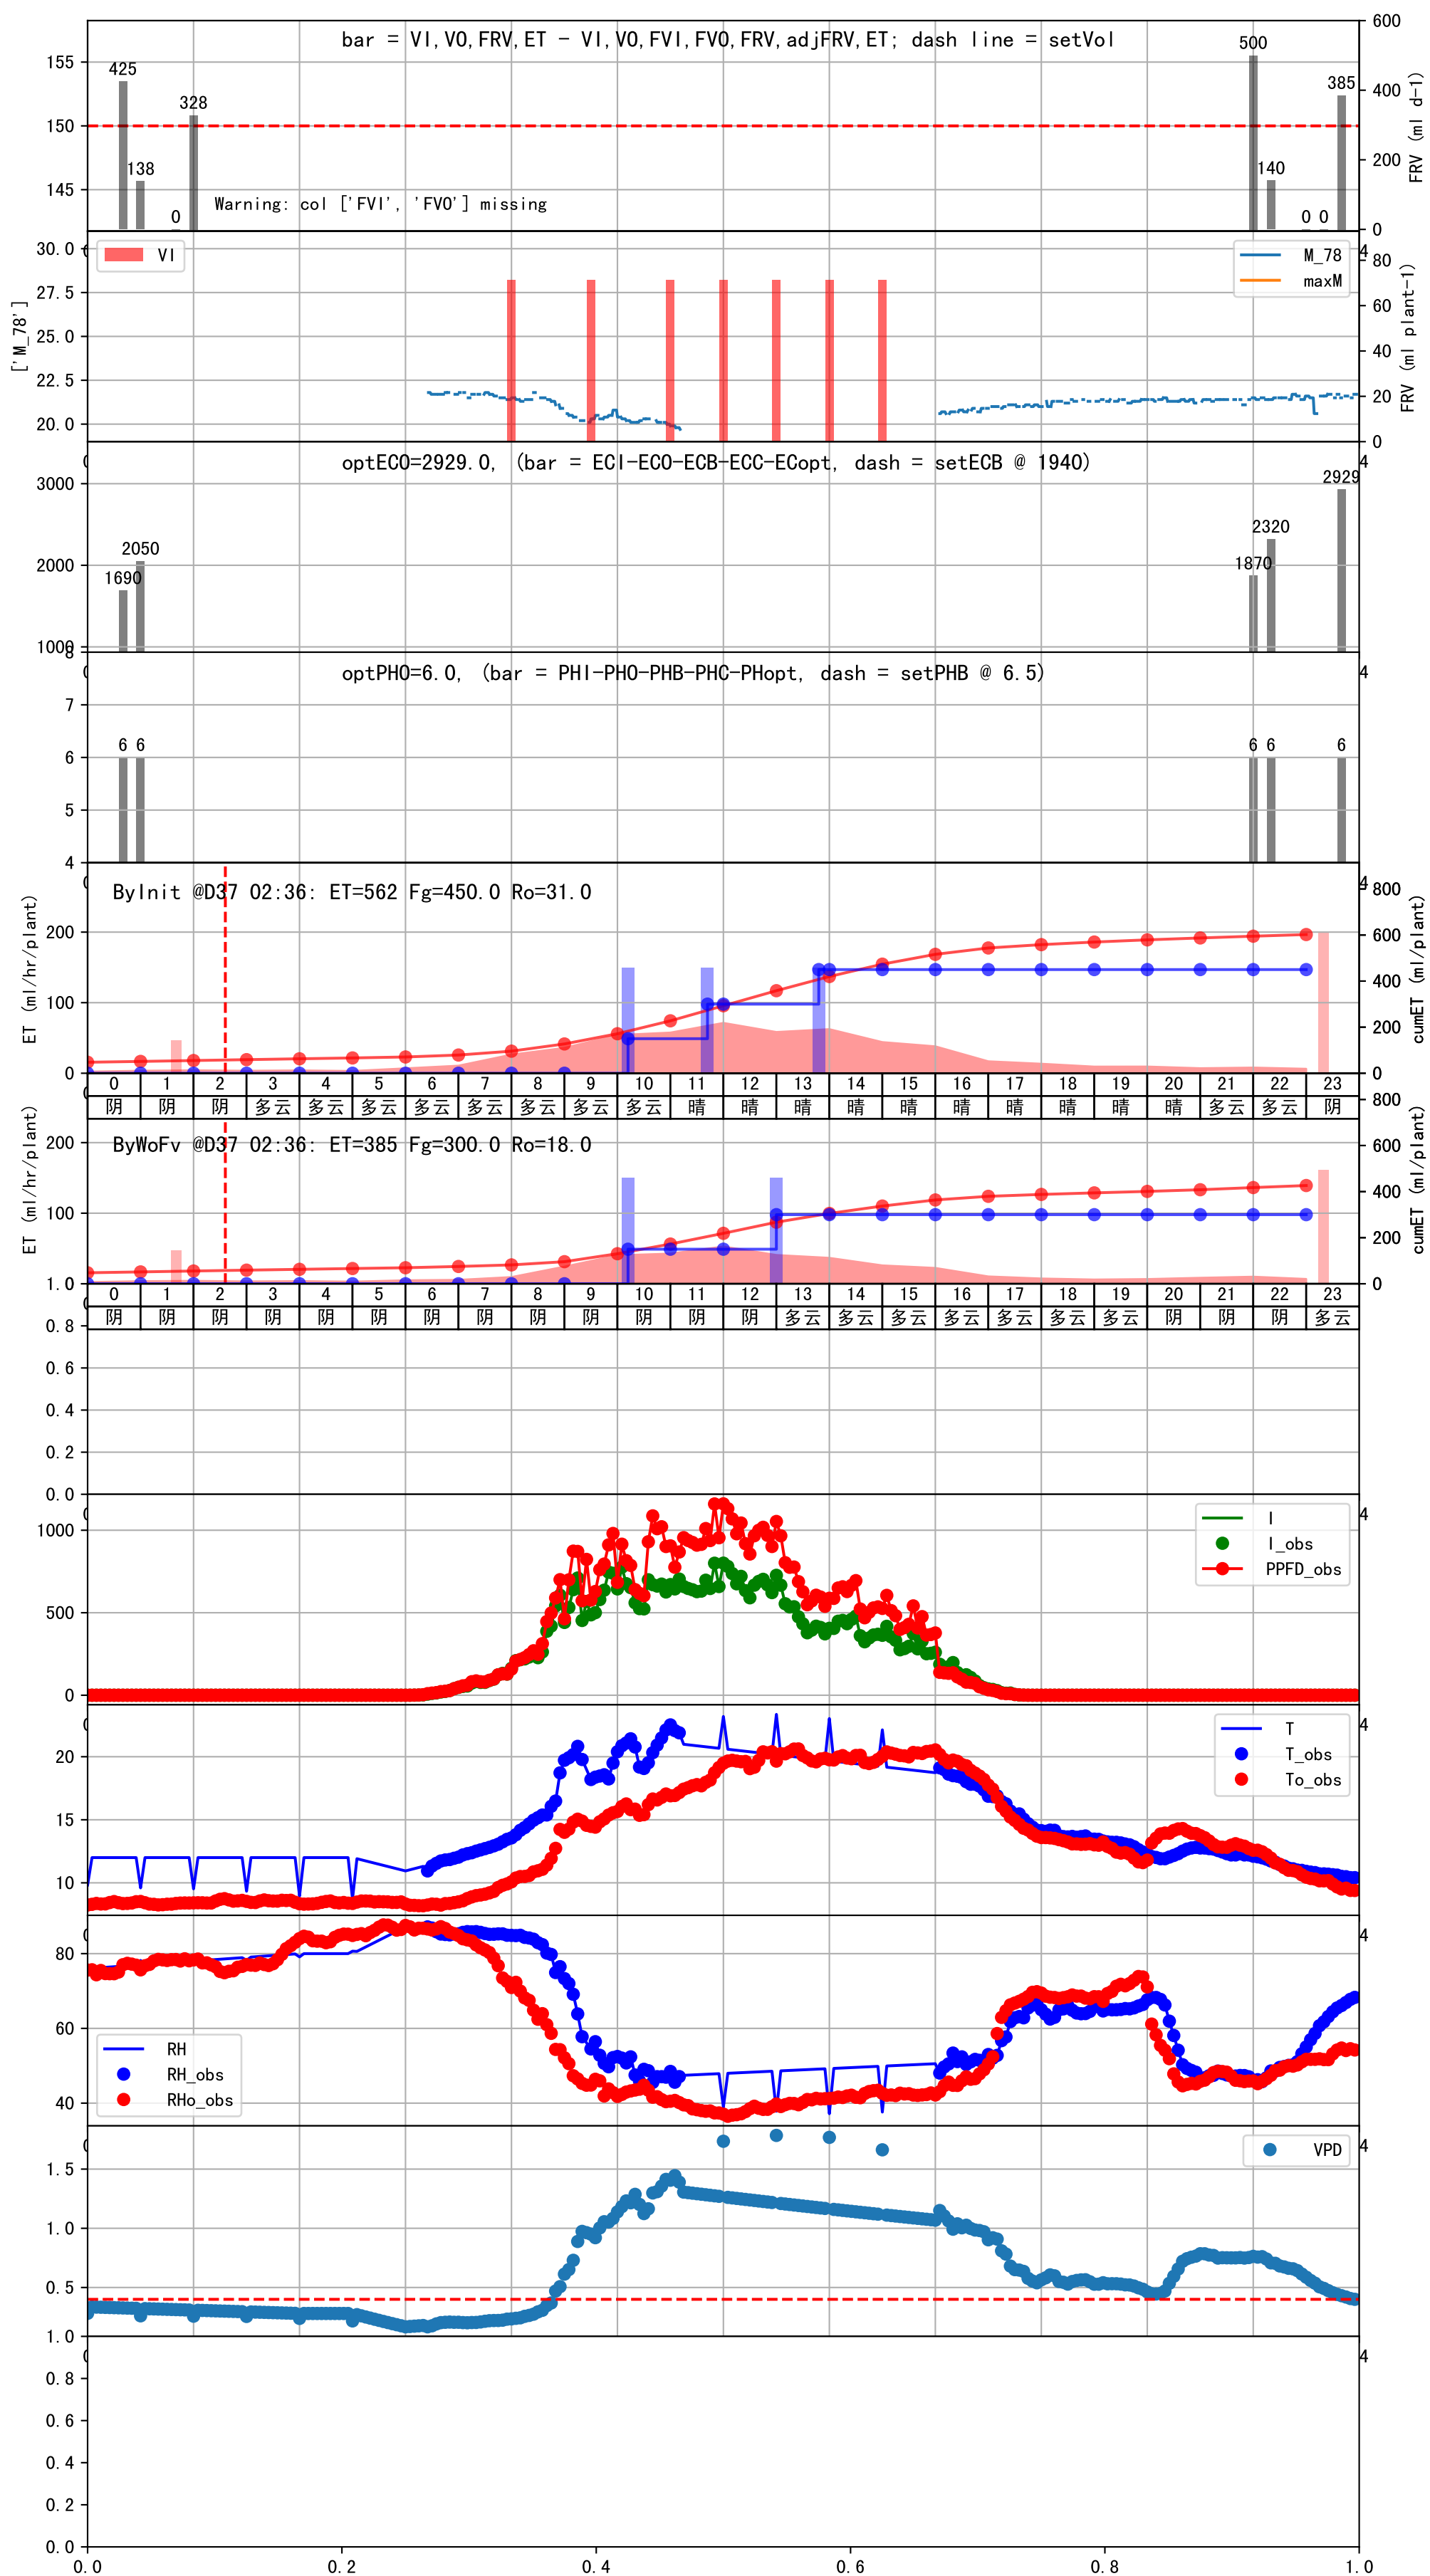 bar = VI,VO,FRV,ET - VI,VO,FVI,FVO,FRV,adjFRV,ET; dash line = setVol
155
150
145
425
138
0
328
500
140
0 0
385
Warning: col ['FVI', 'FVO'] missing
600
400
200
0
FRV (ml d-1)
30.0
27.5
25.0
22.5
20.0
['M_78']
VI
M_78
maxM
4
80
60
40
20
0
FRV (ml plant-1)
optECO=2929.0, (bar = ECI-ECO-ECB-ECC-ECopt, dash = setECB @ 1940)
4
3000
2000
1000
1690
2050
1870
2320
2929
optPHO=6.0, (bar = PHI-PHO-PHB-PHC-PHopt, dash = setPHB @ 6.5)
4
8
7
6
5
4
6 6
6 6
6
ByInit @D37 02:36: ET=562 Fg=450.0 Ro=31.0
4
200
100
0
ET (ml/hr/plant)
800
600
400
200
0
cumET (ml/plant)
0 1 2 3 4 5 6 7 8 9 10 11 12 13 14 15 16 17 18 19 20 21 22 23
阴 阴 阴 多云 多云 多云 多云 多云 多云 多云 多云 晴 晴 晴 晴 晴 晴 晴 晴 晴 晴 多云 多云 阴
ByWoFv @D37 02:36: ET=385 Fg=300.0 Ro=18.0
200
100
ET (ml/hr/plant)
800
600
400
200
0
cumET (ml/plant)
0 1 2 3 4 5 6 7 8 9 10 11 12 13 14 15 16 17 18 19 20 21 22 23
阴 阴 阴 阴 阴 阴 阴 阴 阴 阴 阴 阴 阴 多云 多云 多云 多云 多云 多云 多云 阴 阴 阴 多云
1.0
0.8
0.6
0.4
0.2
0.0
4
1000
500
0
I
I_obs
PPFD_obs
4
20
15
10
T
T_obs
To_obs
4
80
60
40
RH
RH_obs
RHo_obs
4
1.5
1.0
0.5
VPD
4
1.0
0.8
0.6
0.4
0.2
0.0
0.0 0.2 0.4 0.6 0.8 1.0